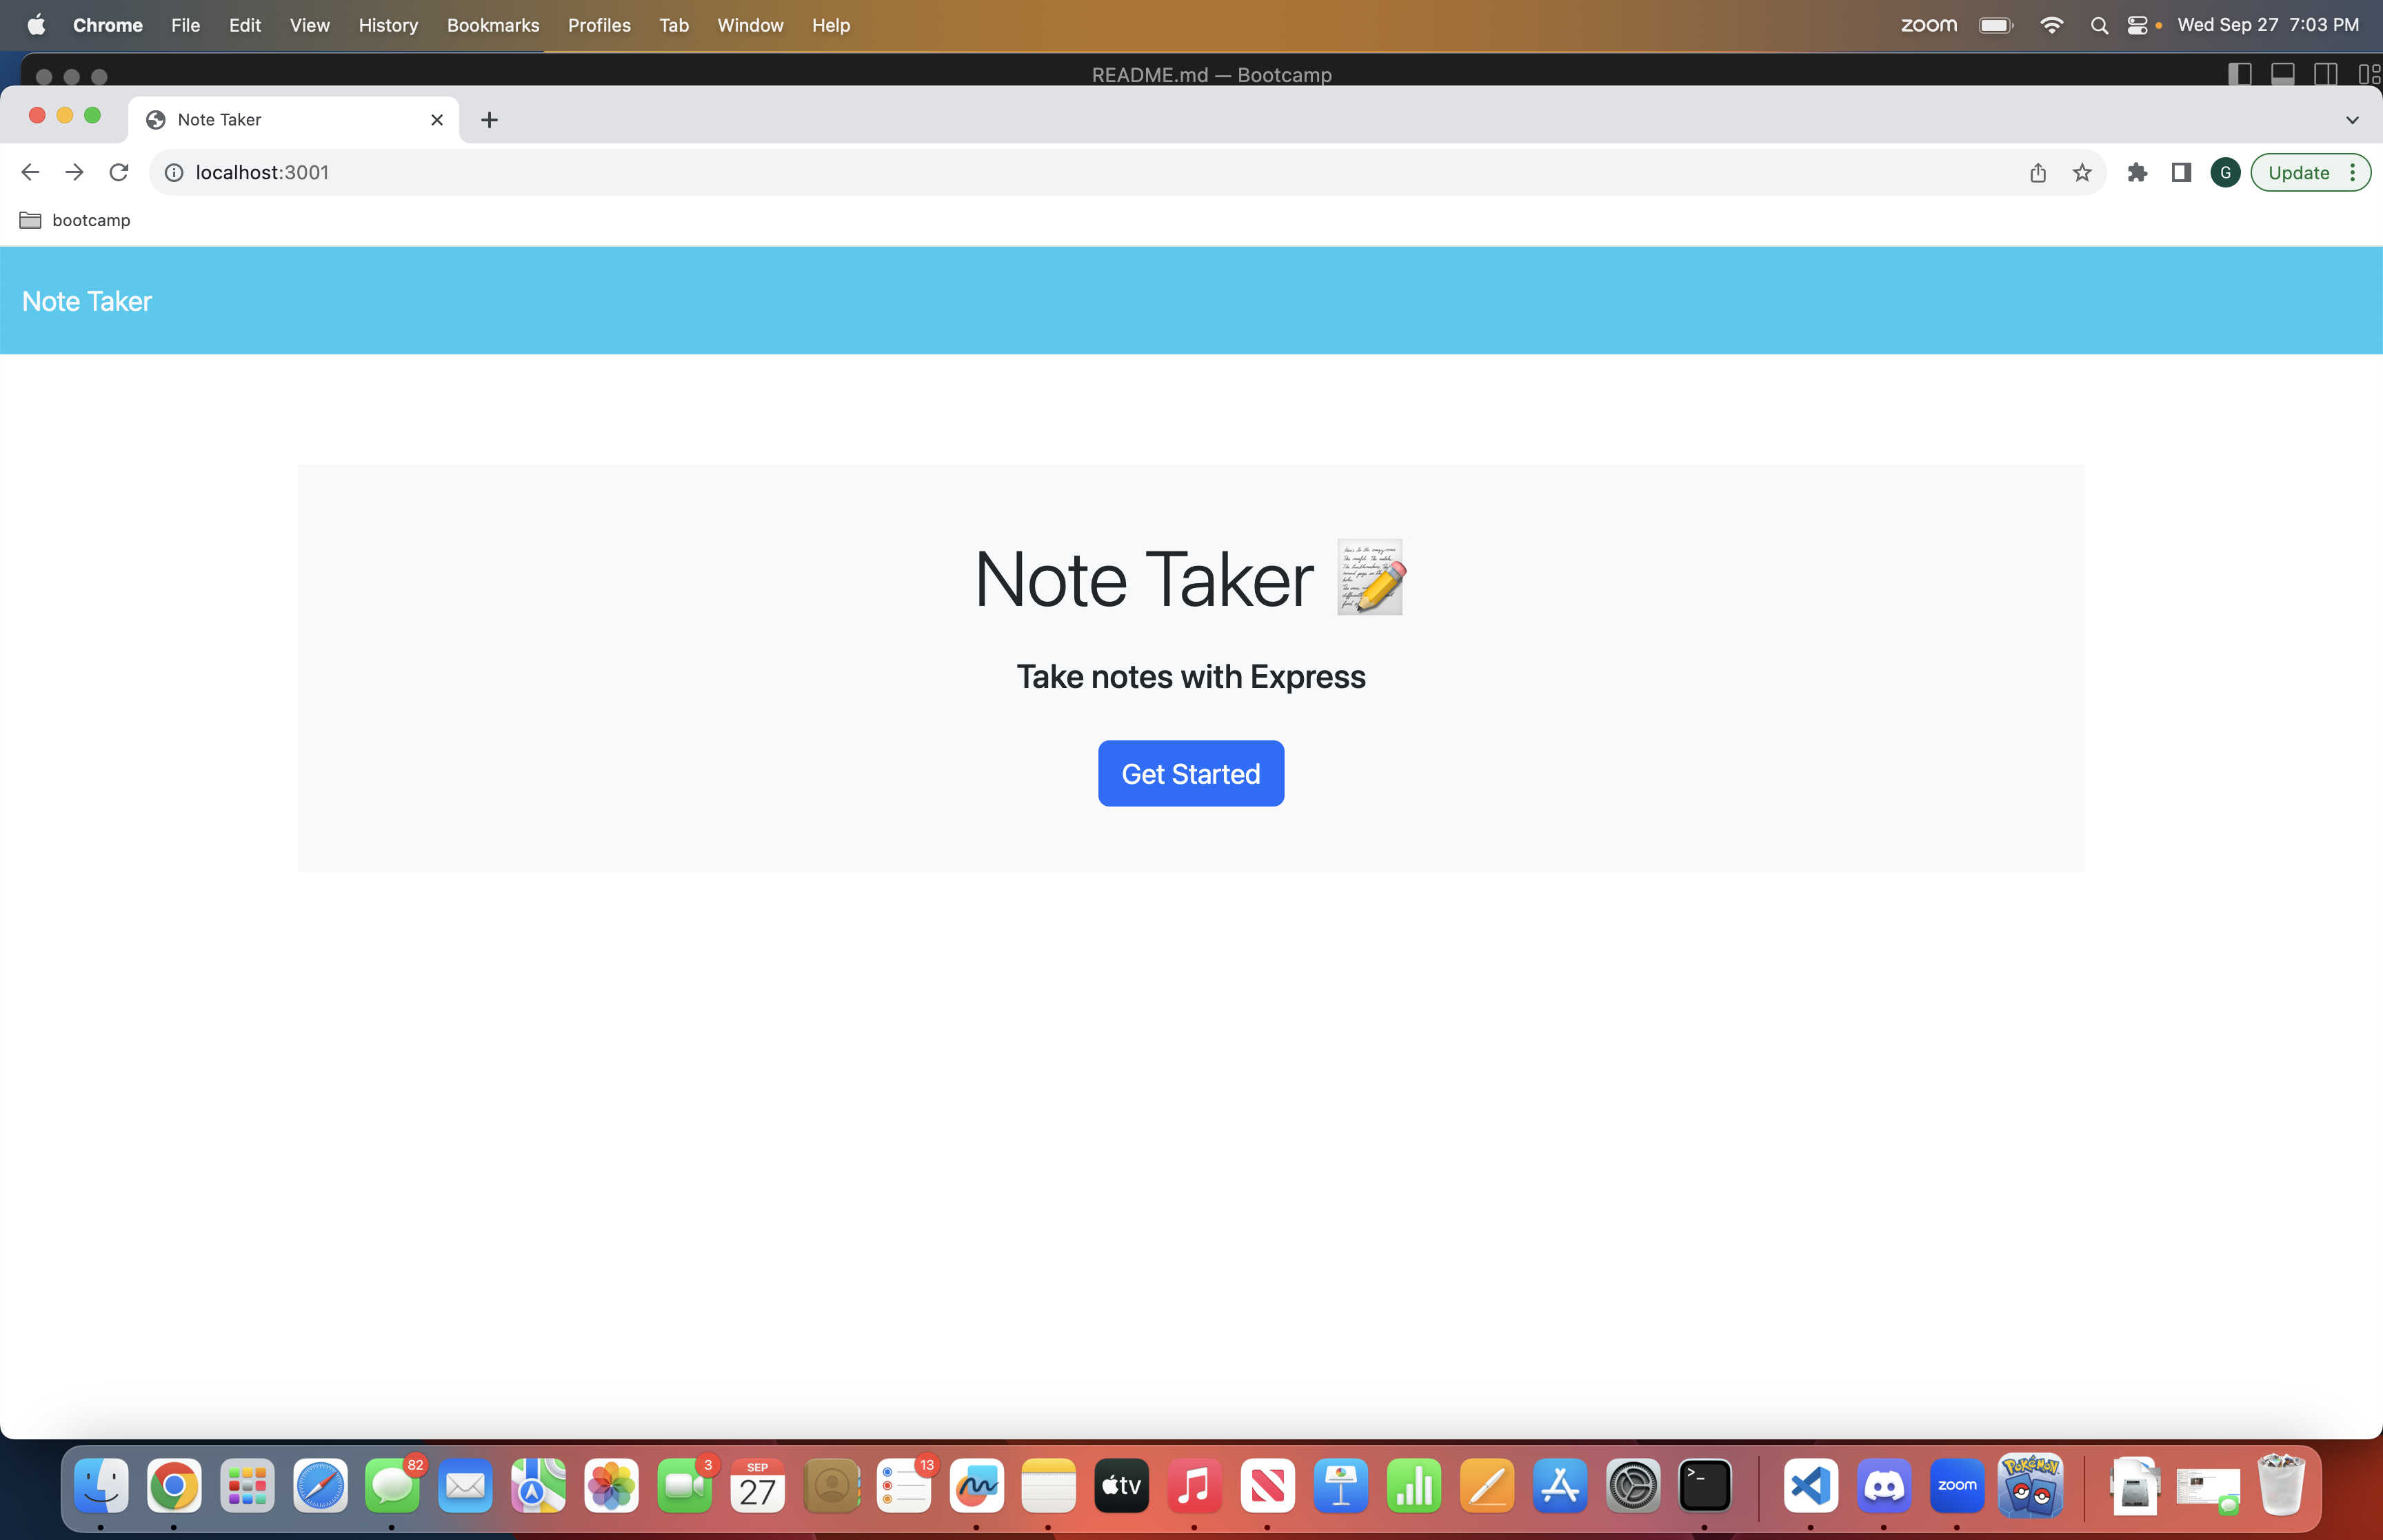 Chrome File Edit View History Bookmarks Profiles Tab Window Help zoom Wed Sep 27 7:03 PM
README.md — Bootcamp
Note Taker
localhost:3001 G Update
bootcamp
Note Taker
Note Taker
Take notes with Express
Get Started
82 3 SEP 27 13 tv >_ zoom POKéMON